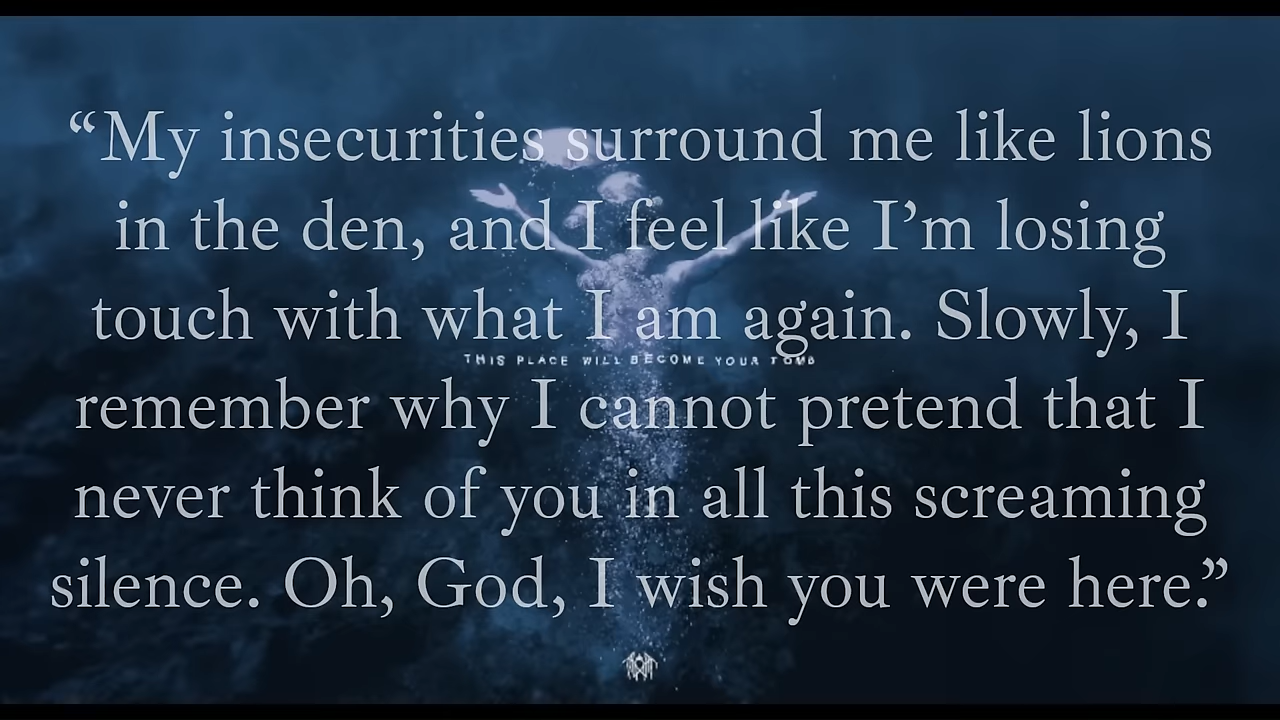 “My insecurities surround me like lions
in the den, and I feel like I’m losing
touch with what I am again. Slowly, I
THIS PLACE WILL BECOME YOUR TOMB
remember why I cannot pretend that I
never think of you in all this screaming
silence. Oh, God, I wish you were here.”